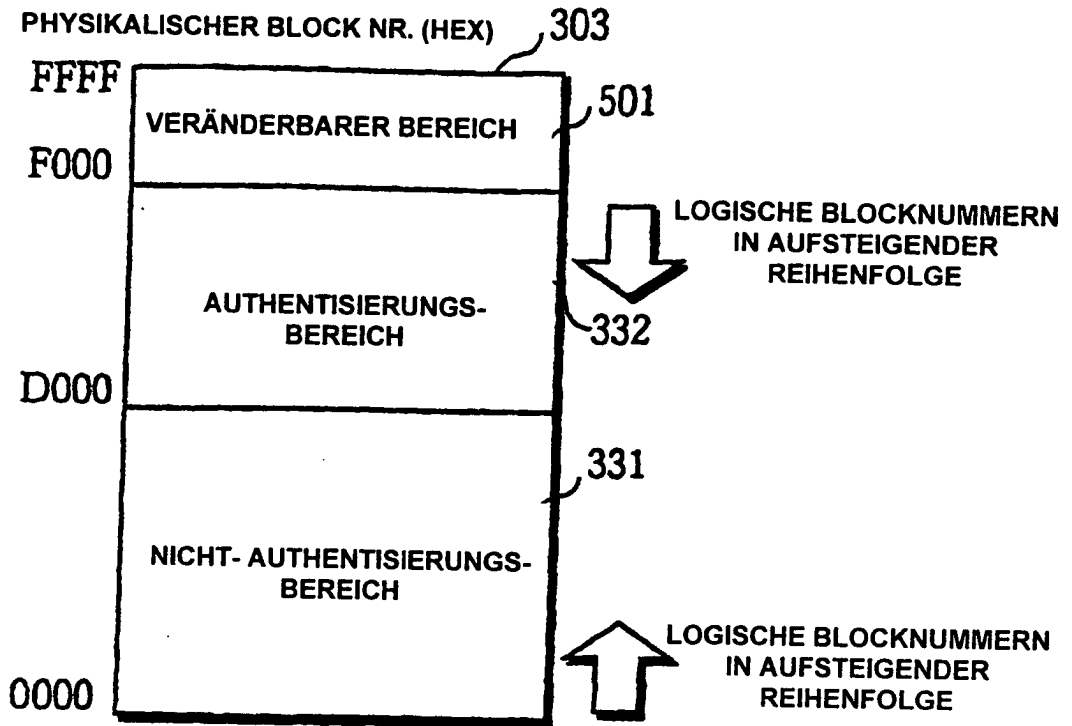 PHYSIKALISCHER BLOCK NR. (HEX)
303
FFFF
VERÄNDERBARER BEREICH
501
F000
LOGISCHE BLOCKNUMMERN
IN AUFSTEIGENDER
REIHENFOLGE
AUTHENTISIERUNGS-
BEREICH
332
D000
331
NICHT- AUTHENTISIERUNGS-
BEREICH
LOGISCHE BLOCKNUMMERN
IN AUFSTEIGENDER
REIHENFOLGE
0000